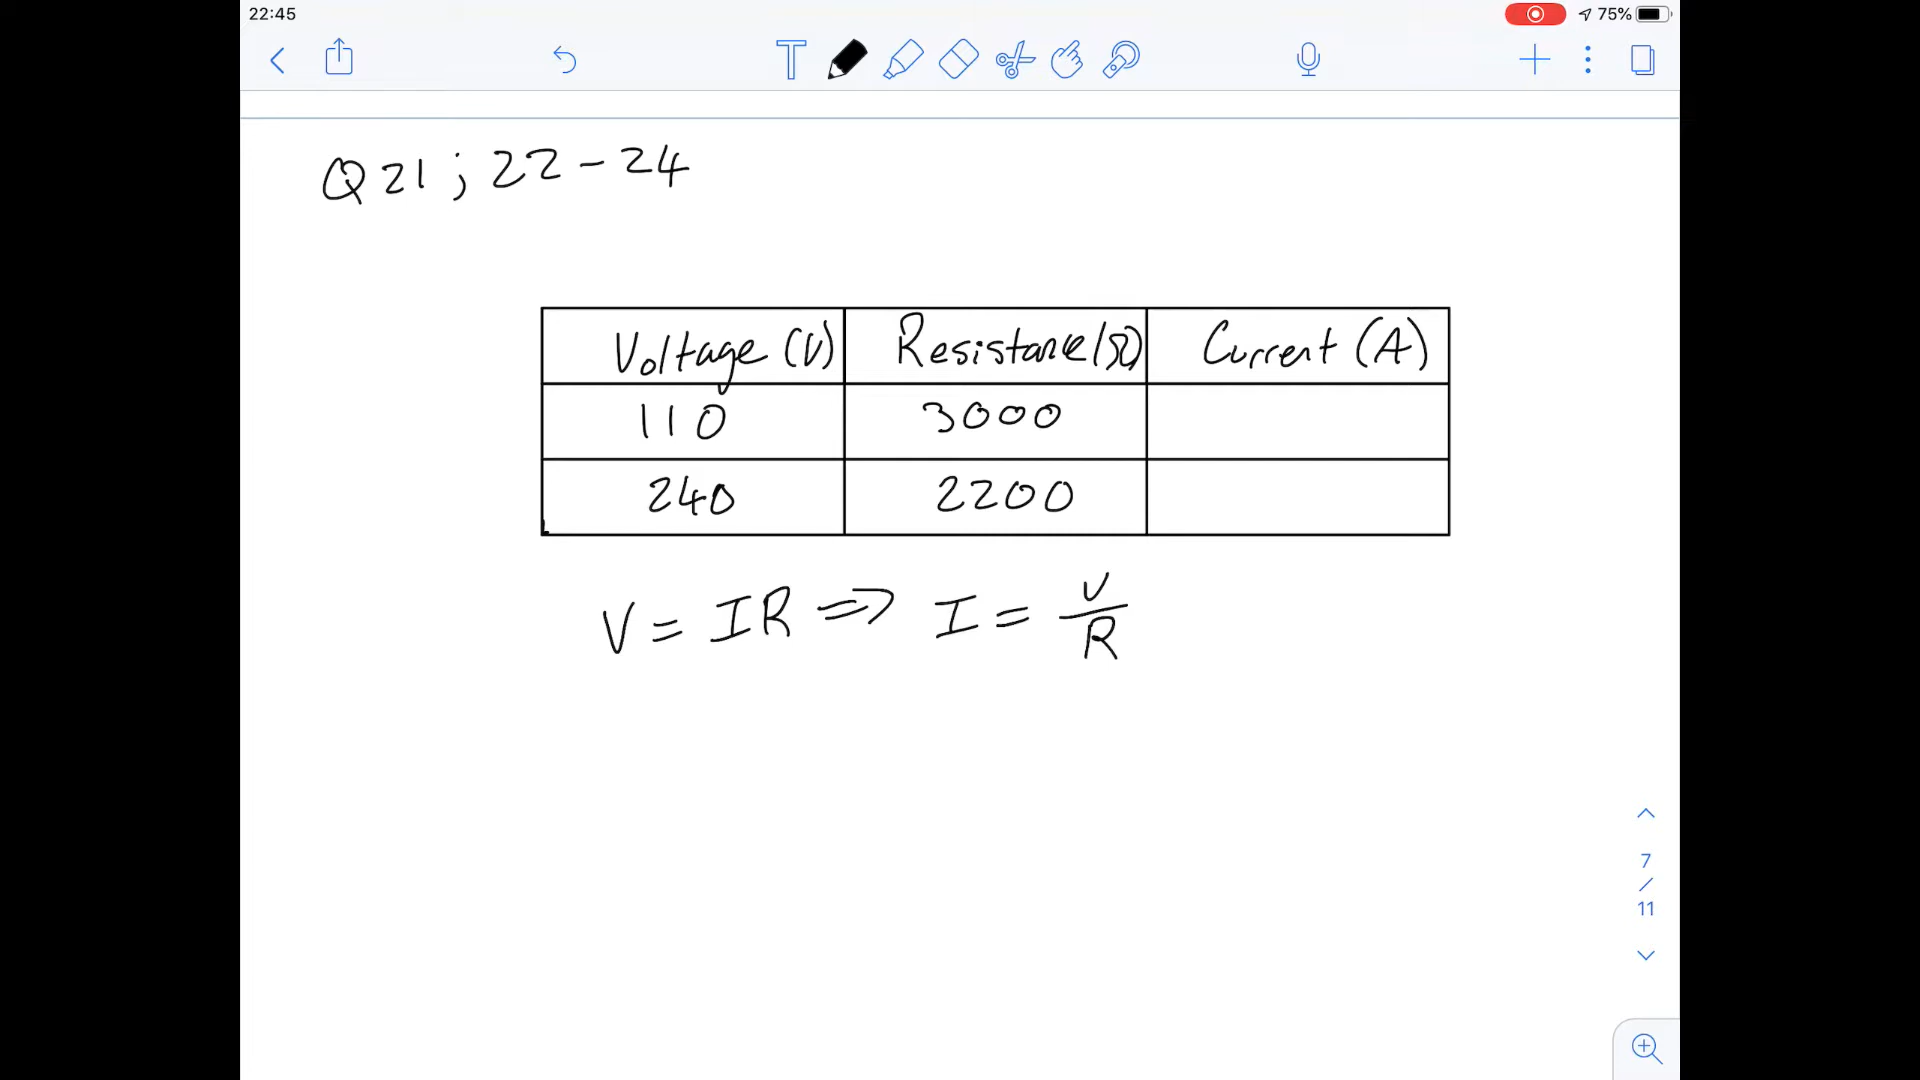 22:45 75%
T
Q21 ; 22 - 24
Voltage (V) Resistance (Ω) Current (A)
110 3000
240 2200
V = IR => I = V/R
7
/
11